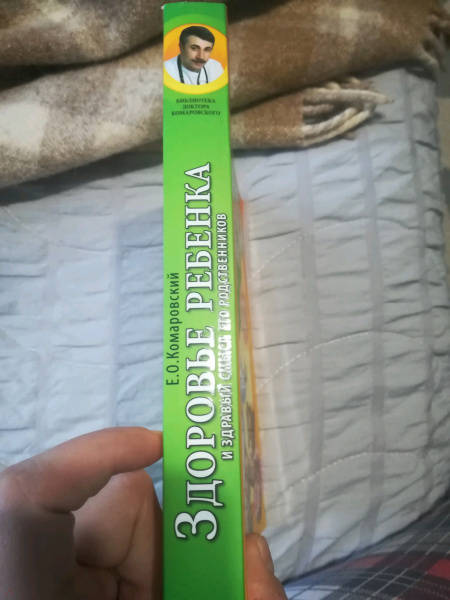 БИБЛИОТЕКА
ДОКТОРА
КОМАРОВСКОГО
Е.О.Комаровский
ЗДОРОВЬЕ РЕБЕНКА
И ЗДРАВЫЙ СМЫСЛ ЕГО РОДСТВЕННИКОВ